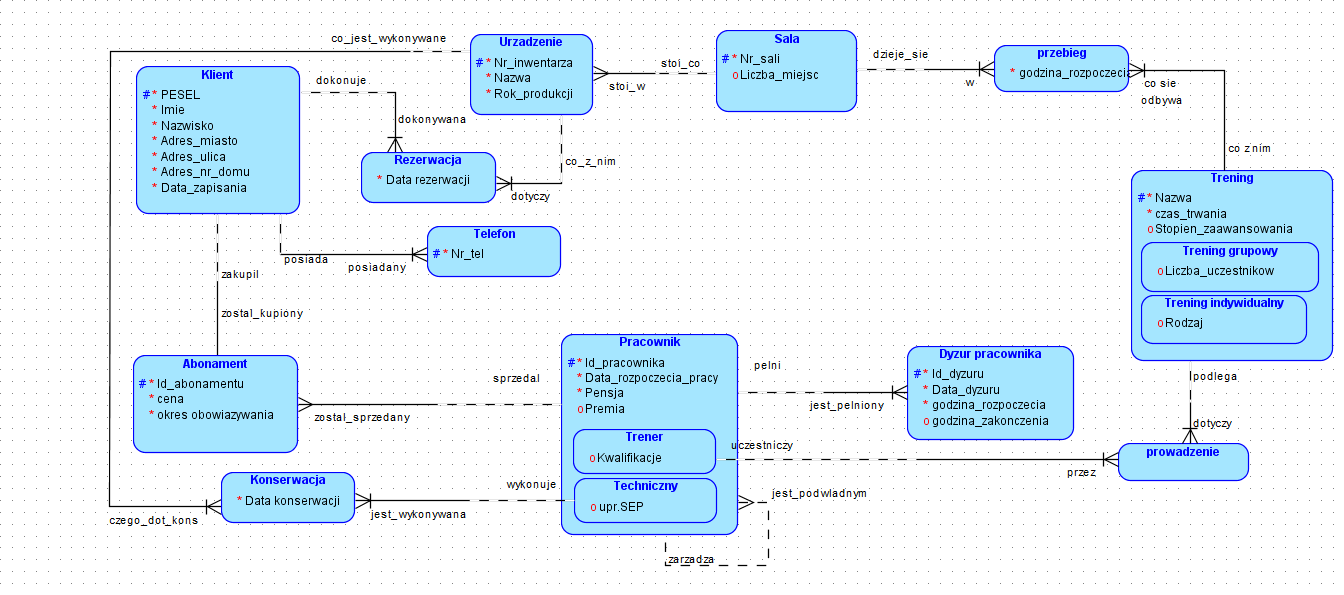 co_jest_wykonywane
Urzadzenie
# * Nr_inwentarza
* Nazwa
* Rok_produkcji
stoi_co
stoi_w
Sala
# * Nr_sali
o Liczba_miejsc
dzieje_sie
w
przebieg
* godzina_rozpoczecia
co sie
odbywa
co z nim
Klient
# * PESEL
* Imie
* Nazwisko
* Adres_miasto
* Adres_ulica
* Adres_nr_domu
* Data_zapisania
dokonuje
dokonywana
Rezerwacja
* Data rezerwacji
co_z_nim
dotyczy
Trening
# * Nazwa
* czas_trwania
o Stopien_zaawansowania
Trening grupowy
o Liczba_uczestnikow
Trening indywidualny
o Rodzaj
Telefon
# * Nr_tel
posiada
posiadany
zakupil
zostal_kupiony
Abonament
# * Id_abonamentu
* cena
* okres obowiazywania
sprzedal
zostal_sprzedany
Pracownik
# * Id_pracownika
* Data_rozpoczecia_pracy
* Pensja
o Premia
Trener
o Kwalifikacje
Techniczny
o upr.SEP
pelni
jest_pelniony
Dyzur pracownika
# * Id_dyzuru
* Data_dyzuru
* godzina_rozpoczecia
o godzina_zakonczenia
podlega
dotyczy
prowadzenie
uczestniczy
przez
Konserwacja
* Data konserwacji
wykonuje
jest_wykonywana
czego_dot_kons
jest_podwladnym
zarzadza